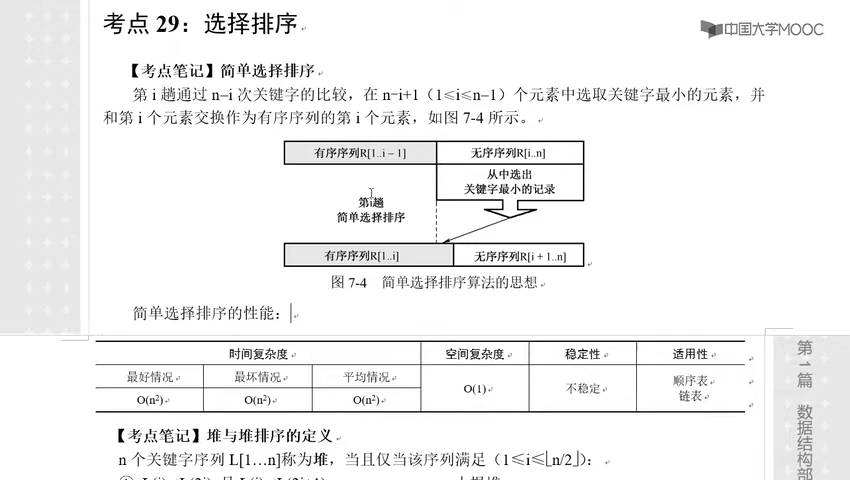 考点 29：选择排序
中国大学MOOC
【考点笔记】简单选择排序
第 i 趟通过 n–i 次关键字的比较，在 n-i+1（1≤i≤n–1）个元素中选取关键字最小的元素，并
和第 i 个元素交换作为有序序列的第 i 个元素，如图 7-4 所示。
有序序列R[1..i – 1] 无序序列R[i..n]
从中选出
关键字最小的记录
第i趟
简单选择排序
有序序列R[1..i] 无序序列R[i + 1..n]
图 7-4 简单选择排序算法的思想
简单选择排序的性能：
时间复杂度 空间复杂度 稳定性 适用性
最好情况 最坏情况 平均情况 O(1) 不稳定 顺序表
O(n²) O(n²) O(n²) 链表
第1篇 数据结构部
【考点笔记】堆与堆排序的定义
n 个关键字序列 L[1…n]称为堆，当且仅当该序列满足（1≤i≤⌊n/2⌋）：